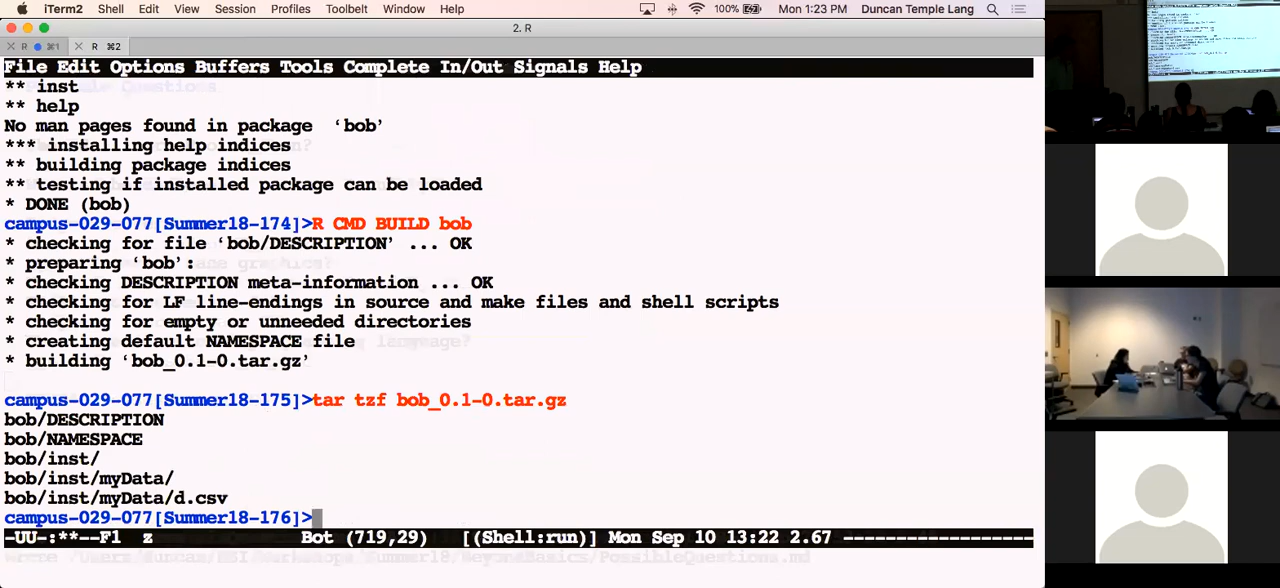 iTerm2 Shell Edit View Session Profiles Toolbelt Window Help 100% Mon 1:23 PM Duncan Temple Lang
2. R
R ⌘1 R ⌘2
File Edit Options Buffers Tools Complete In/Out Signals Help
** inst
** help
No man pages found in package ‘bob’
*** installing help indices
** building package indices
** testing if installed package can be loaded
* DONE (bob)
campus-029-077[Summer18-174]>R CMD BUILD bob
* checking for file ‘bob/DESCRIPTION’ ... OK
* preparing ‘bob’:
* checking DESCRIPTION meta-information ... OK
* checking for LF line-endings in source and make files and shell scripts
* checking for empty or unneeded directories
* creating default NAMESPACE file
* building ‘bob_0.1-0.tar.gz’
campus-029-077[Summer18-175]>tar tzf bob_0.1-0.tar.gz
bob/DESCRIPTION
bob/NAMESPACE
bob/inst/
bob/inst/myData/
bob/inst/myData/d.csv
campus-029-077[Summer18-176]>
-UU-:**--F1 z Bot (719,29) [(Shell:run)] Mon Sep 10 13:22 2.67 ------------------